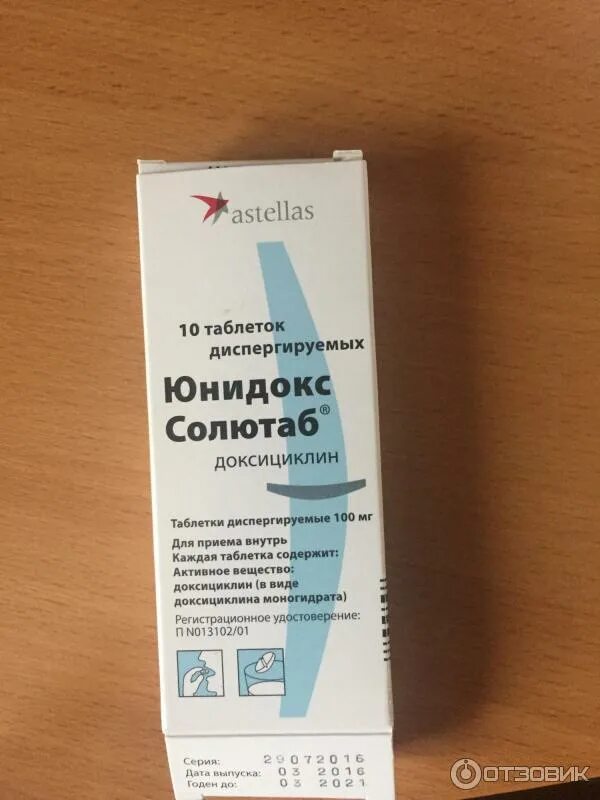 astellas
10 таблеток
диспергируемых
Юнидокс
Солютаб®
доксициклин
Таблетки диспергируемые 100 мг
Для приема внутрь
Каждая таблетка содержит:
Активное вещество:
доксициклин (в виде
доксициклина моногидрата)
Регистрационное удостоверение:
П N013102/01
Серия: 29072016
Дата выпуска: 03 2016
Годен до: 03 2021
ОТЗОВИК